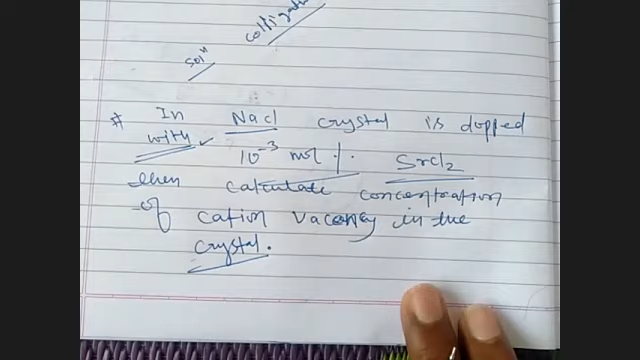 colliga
solⁿ
# In Nacl crystal is dopped
with 10⁻³ mol %. SrCl₂
then calculate concentration
of cation vacancy in the
crystal.